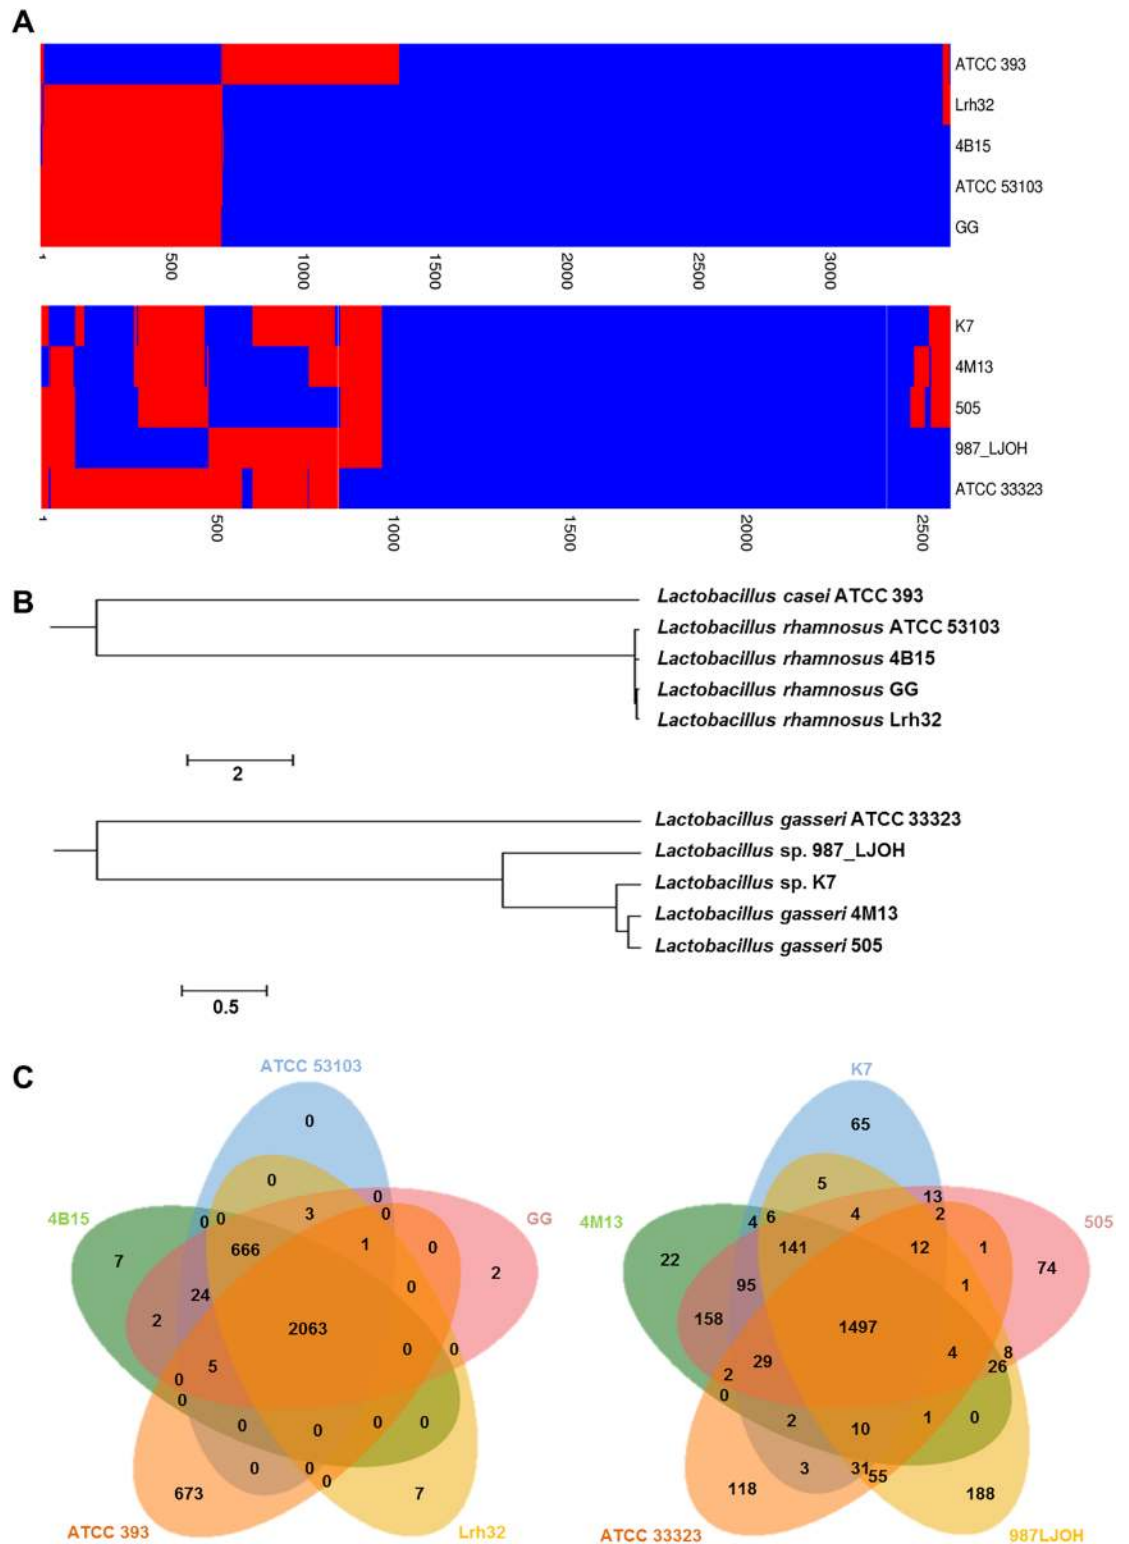 A
ATCC 393
Lrh32
4B15
ATCC 53103
GG
1 500 1000 1500 2000 2500 3000
K7
4M13
505
987_LJOH
ATCC 33323
1 500 1000 1500 2000 2500
B
Lactobacillus casei ATCC 393
Lactobacillus rhamnosus ATCC 53103
Lactobacillus rhamnosus 4B15
Lactobacillus rhamnosus GG
Lactobacillus rhamnosus Lrh32
2
Lactobacillus gasseri ATCC 33323
Lactobacillus sp. 987_LJOH
Lactobacillus sp. K7
Lactobacillus gasseri 4M13
Lactobacillus gasseri 505
0.5
C
ATCC 53103
0
0
0
4B15
0 0
3
0
GG
7
666
1
0
2
24
0
2
2063
0
0
5
0
0
0
0
0
0
0
0
0
673
7
ATCC 393
Lrh32
K7
65
5
13
4M13
4
6
4
2
505
22
141
12
1
74
95
1
158
1497
4
8
29
26
2
0
2
10
1
0
3
31
55
118
188
ATCC 33323
987LJOH